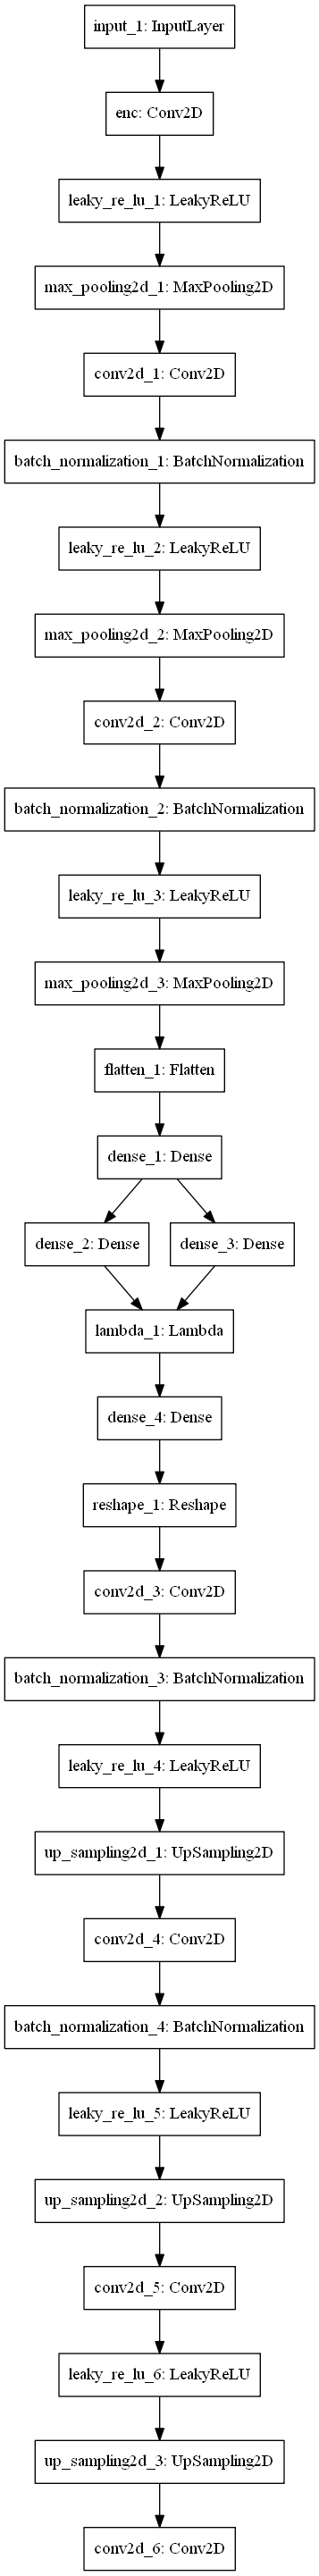 input_1: InputLayer
enc: Conv2D
leaky_re_lu_1: LeakyReLU
max_pooling2d_1: MaxPooling2D
conv2d_1: Conv2D
batch_normalization_1: BatchNormalization
leaky_re_lu_2: LeakyReLU
max_pooling2d_2: MaxPooling2D
conv2d_2: Conv2D
batch_normalization_2: BatchNormalization
leaky_re_lu_3: LeakyReLU
max_pooling2d_3: MaxPooling2D
flatten_1: Flatten
dense_1: Dense
dense_2: Dense
dense_3: Dense
lambda_1: Lambda
dense_4: Dense
reshape_1: Reshape
conv2d_3: Conv2D
batch_normalization_3: BatchNormalization
leaky_re_lu_4: LeakyReLU
up_sampling2d_1: UpSampling2D
conv2d_4: Conv2D
batch_normalization_4: BatchNormalization
leaky_re_lu_5: LeakyReLU
up_sampling2d_2: UpSampling2D
conv2d_5: Conv2D
leaky_re_lu_6: LeakyReLU
up_sampling2d_3: UpSampling2D
conv2d_6: Conv2D